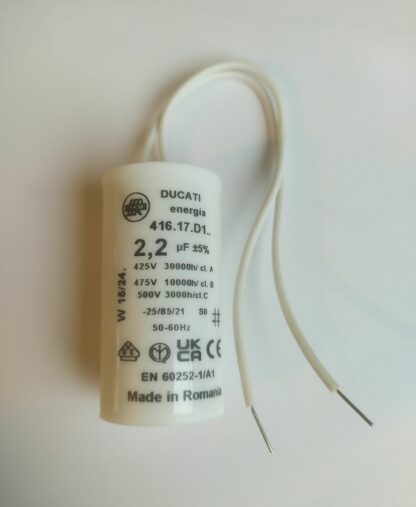 DUCATI
energia
416.17.D1..
2,2 µF ±5%
425V 30000h/ cl. A
475V 10000h/ cl. B
500V 3000h/cl.C
-25/85/21 S0
50-60Hz
W 16/24.
UK
CA CE
EN 60252-1/A1
Made in Romania